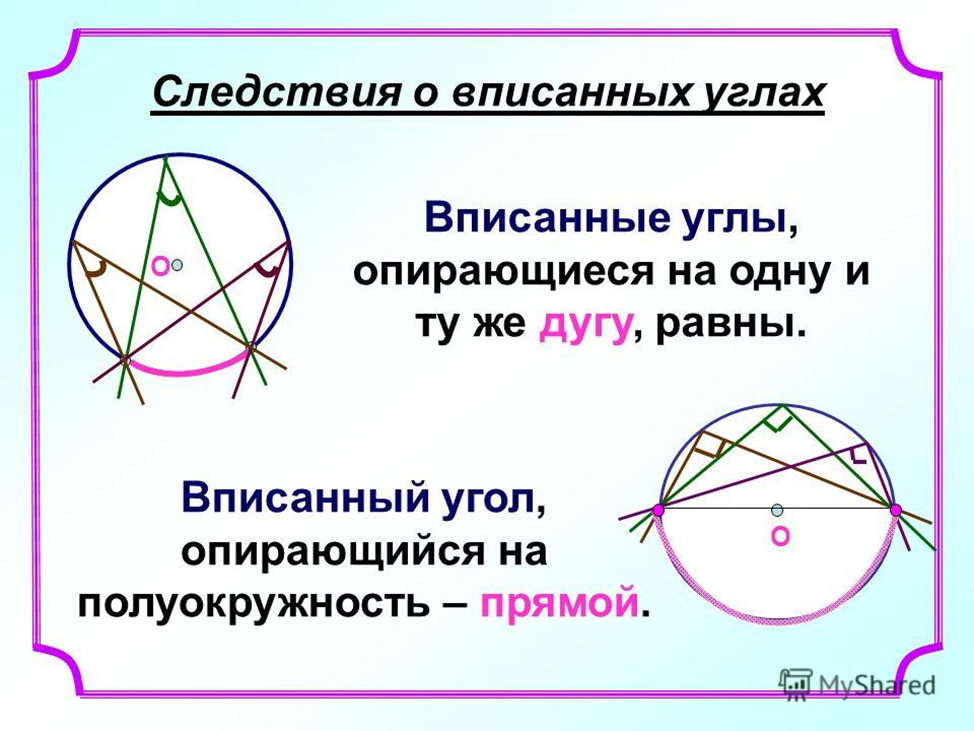 Следствия о вписанных углах
Вписанные углы,
опирающиеся на одну и
ту же дугу, равны.
О
Вписанный угол,
опирающийся на
полуокружность – прямой.
О
MyShared